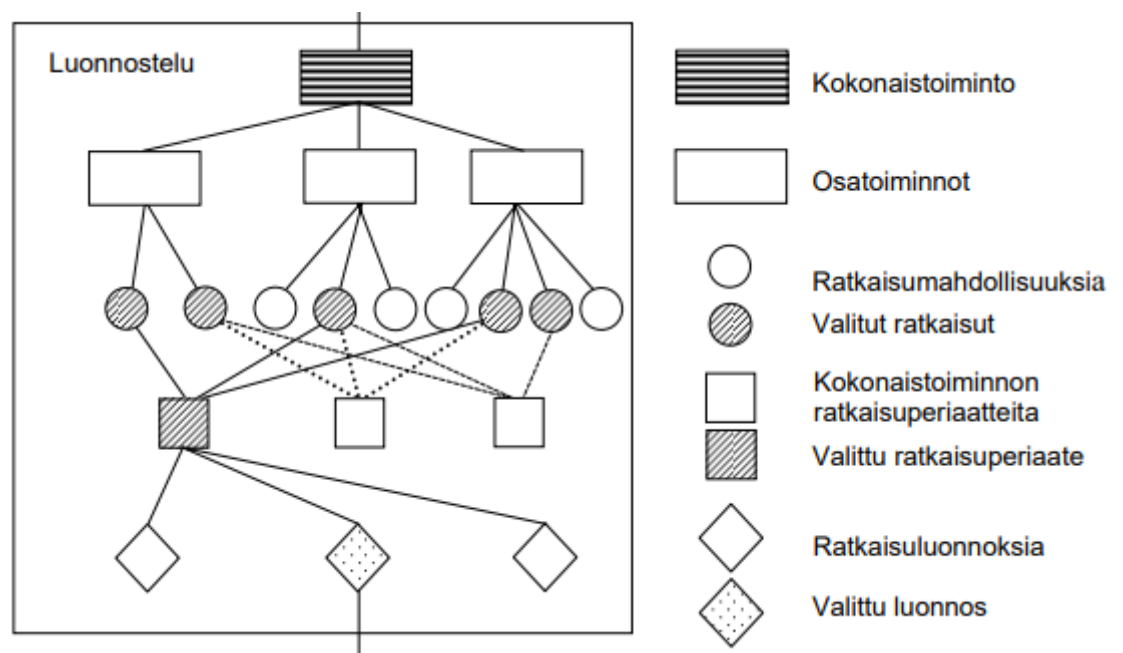 Luonnostelu
Kokonaistoiminto
Osatoiminnot
Ratkaisumahdollisuuksia
Valitut ratkaisut
Kokonaistoiminnon
ratkaisuperiaatteita
Valittu ratkaisuperiaate
Ratkaisuluonnoksia
Valittu luonnos